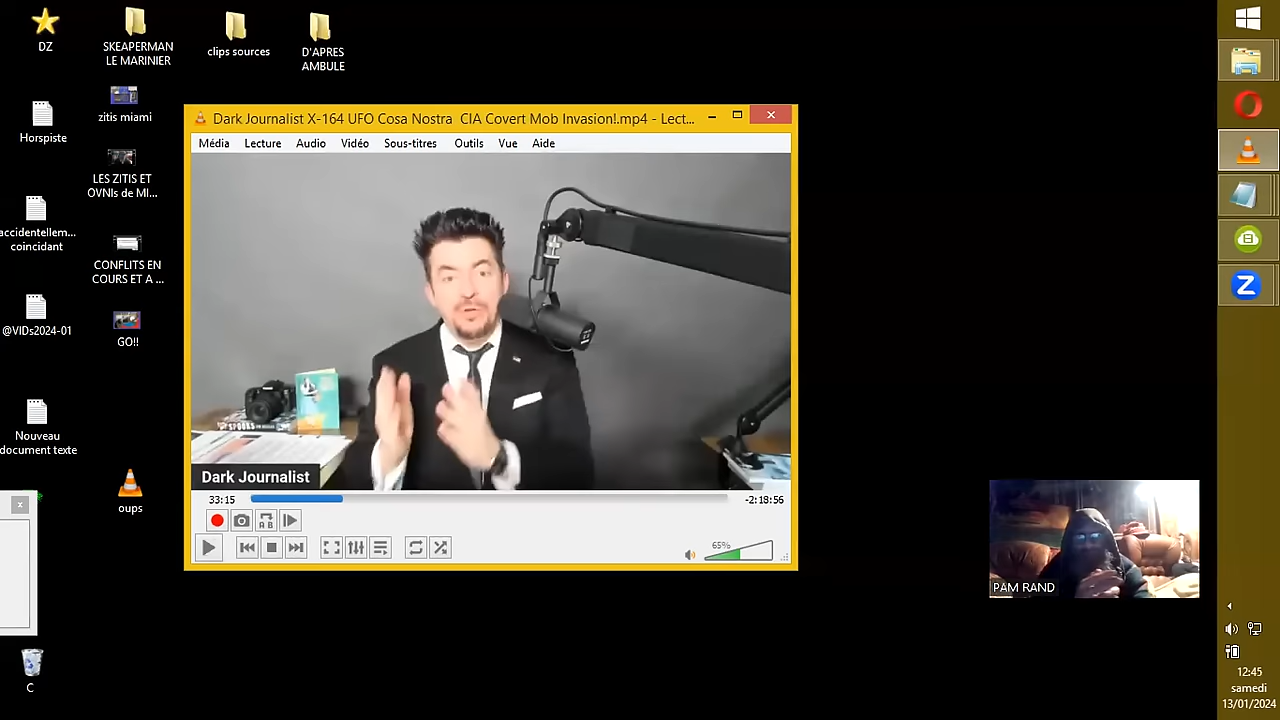 DZ
SKEAPERMAN
LE MARINIER
clips sources
D'APRES
AMBULE
Horspiste
zitis miami
LES ZITIS ET
OVNIs de MI...
accidentellem...
coincidant
CONFLITS EN
COURS ET A ...
@VIDs2024-01
GO!!
Nouveau
document texte
oups
x
C
Dark Journalist X-164 UFO Cosa Nostra  CIA Covert Mob Invasion!.mp4 - Lect...
Média Lecture Audio Vidéo Sous-titres Outils Vue Aide
Dark Journalist
33:15
-2:18:56
A B
65%
PAM RAND
Z
12:45
samedi
13/01/2024